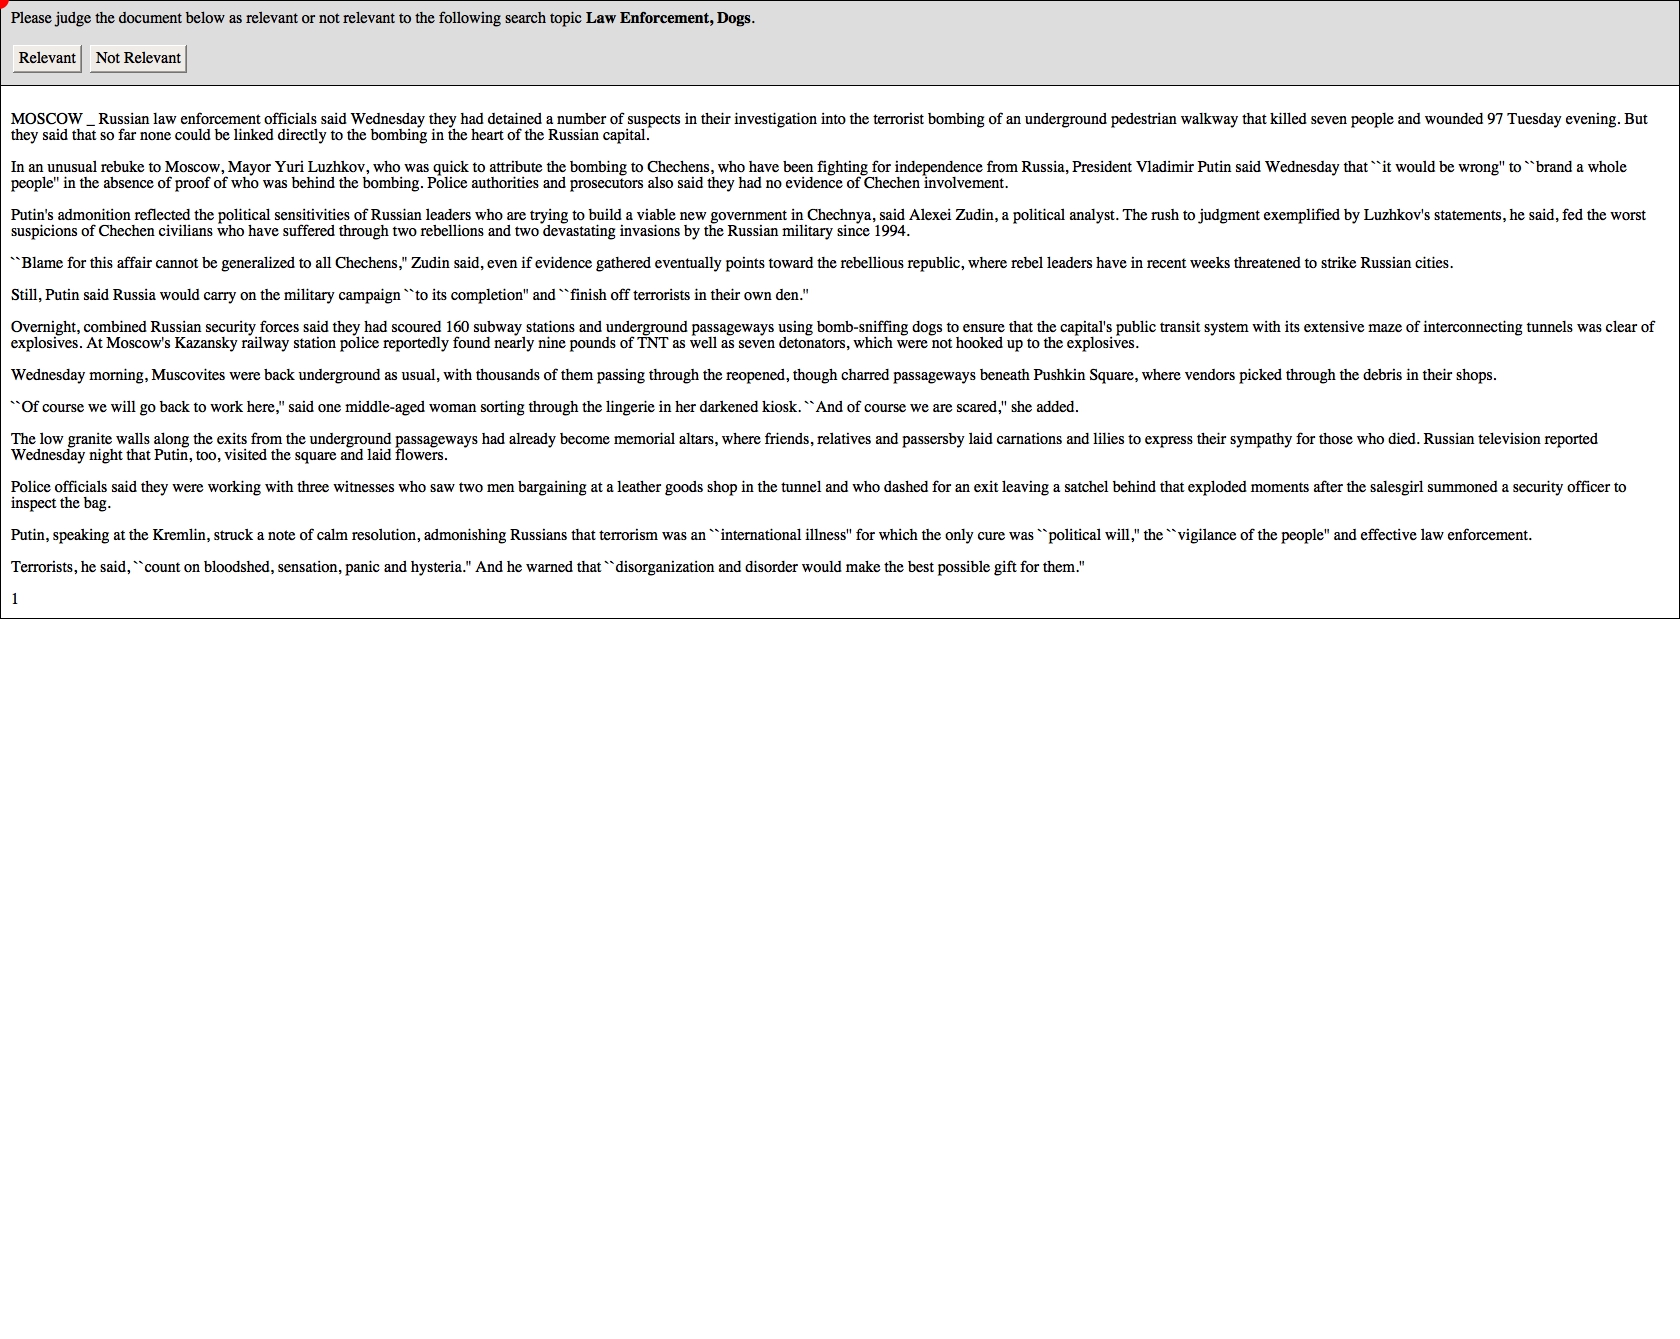 Please judge the document below as relevant or not relevant to the following search topic Law Enforcement, Dogs.
Relevant Not Relevant
MOSCOW _ Russian law enforcement officials said Wednesday they had detained a number of suspects in their investigation into the terrorist bombing of an underground pedestrian walkway that killed seven people and wounded 97 Tuesday evening. But
they said that so far none could be linked directly to the bombing in the heart of the Russian capital.
In an unusual rebuke to Moscow, Mayor Yuri Luzhkov, who was quick to attribute the bombing to Chechens, who have been fighting for independence from Russia, President Vladimir Putin said Wednesday that ``it would be wrong'' to ``brand a whole
people'' in the absence of proof of who was behind the bombing. Police authorities and prosecutors also said they had no evidence of Chechen involvement.
Putin's admonition reflected the political sensitivities of Russian leaders who are trying to build a viable new government in Chechnya, said Alexei Zudin, a political analyst. The rush to judgment exemplified by Luzhkov's statements, he said, fed the worst
suspicions of Chechen civilians who have suffered through two rebellions and two devastating invasions by the Russian military since 1994.
``Blame for this affair cannot be generalized to all Chechens,'' Zudin said, even if evidence gathered eventually points toward the rebellious republic, where rebel leaders have in recent weeks threatened to strike Russian cities.
Still, Putin said Russia would carry on the military campaign ``to its completion'' and ``finish off terrorists in their own den.''
Overnight, combined Russian security forces said they had scoured 160 subway stations and underground passageways using bomb-sniffing dogs to ensure that the capital's public transit system with its extensive maze of interconnecting tunnels was clear of
explosives. At Moscow's Kazansky railway station police reportedly found nearly nine pounds of TNT as well as seven detonators, which were not hooked up to the explosives.
Wednesday morning, Muscovites were back underground as usual, with thousands of them passing through the reopened, though charred passageways beneath Pushkin Square, where vendors picked through the debris in their shops.
``Of course we will go back to work here,'' said one middle-aged woman sorting through the lingerie in her darkened kiosk. ``And of course we are scared,'' she added.
The low granite walls along the exits from the underground passageways had already become memorial altars, where friends, relatives and passersby laid carnations and lilies to express their sympathy for those who died. Russian television reported
Wednesday night that Putin, too, visited the square and laid flowers.
Police officials said they were working with three witnesses who saw two men bargaining at a leather goods shop in the tunnel and who dashed for an exit leaving a satchel behind that exploded moments after the salesgirl summoned a security officer to
inspect the bag.
Putin, speaking at the Kremlin, struck a note of calm resolution, admonishing Russians that terrorism was an ``international illness'' for which the only cure was ``political will,'' the ``vigilance of the people'' and effective law enforcement.
Terrorists, he said, ``count on bloodshed, sensation, panic and hysteria.'' And he warned that ``disorganization and disorder would make the best possible gift for them.''
1